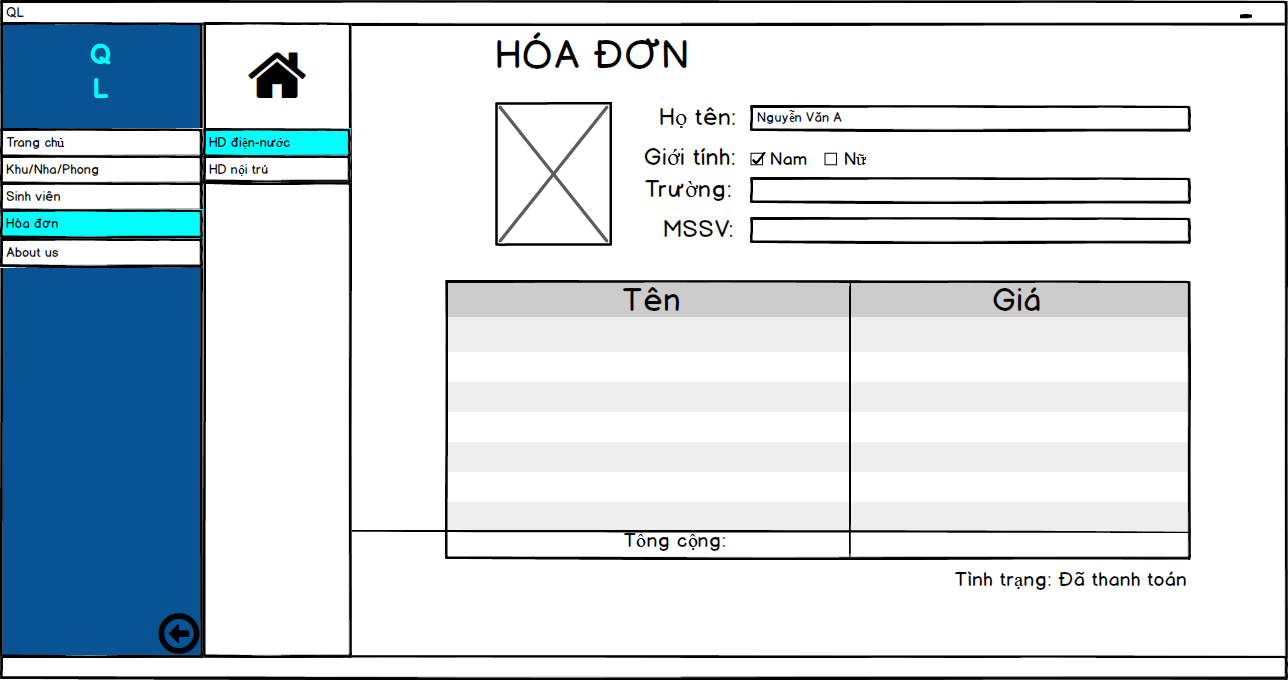 QL
Q
L
Trang chủ
Khu/Nha/Phong
Sinh viên
Hóa đơn
About us
HD điện-nước
HD nội trú
HÓA ĐƠN
Họ tên: Nguyễn Văn A
Giới tính: Nam Nữ
Trường:
MSSV:
Tên Giá
Tông cộng:
Tình trạng: Đã thanh toán